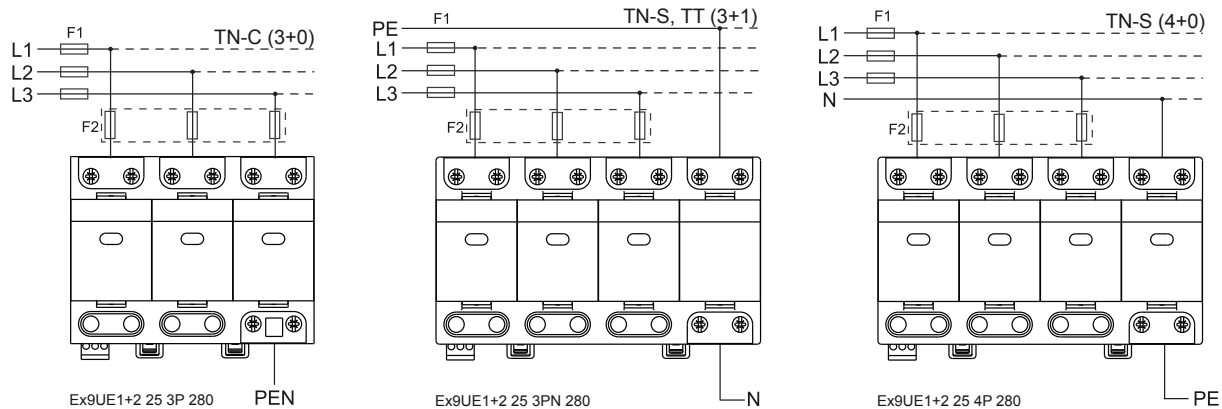 F1
TN-C (3+0)
L1
L2
L3
F2
Ex9UE1+2 25 3P 280
PEN
F1
TN-S, TT (3+1)
PE
L1
L2
L3
F2
Ex9UE1+2 25 3PN 280
N
F1
TN-S (4+0)
L1
L2
L3
N
F2
Ex9UE1+2 25 4P 280
PE